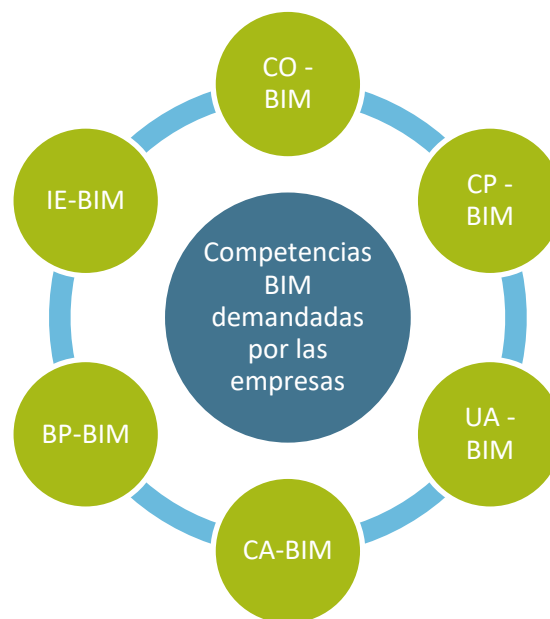 CO -
BIM
CP -
BIM
UA -
BIM
CA-BIM
BP-BIM
IE-BIM
Competencias
BIM
demandadas
por las
empresas